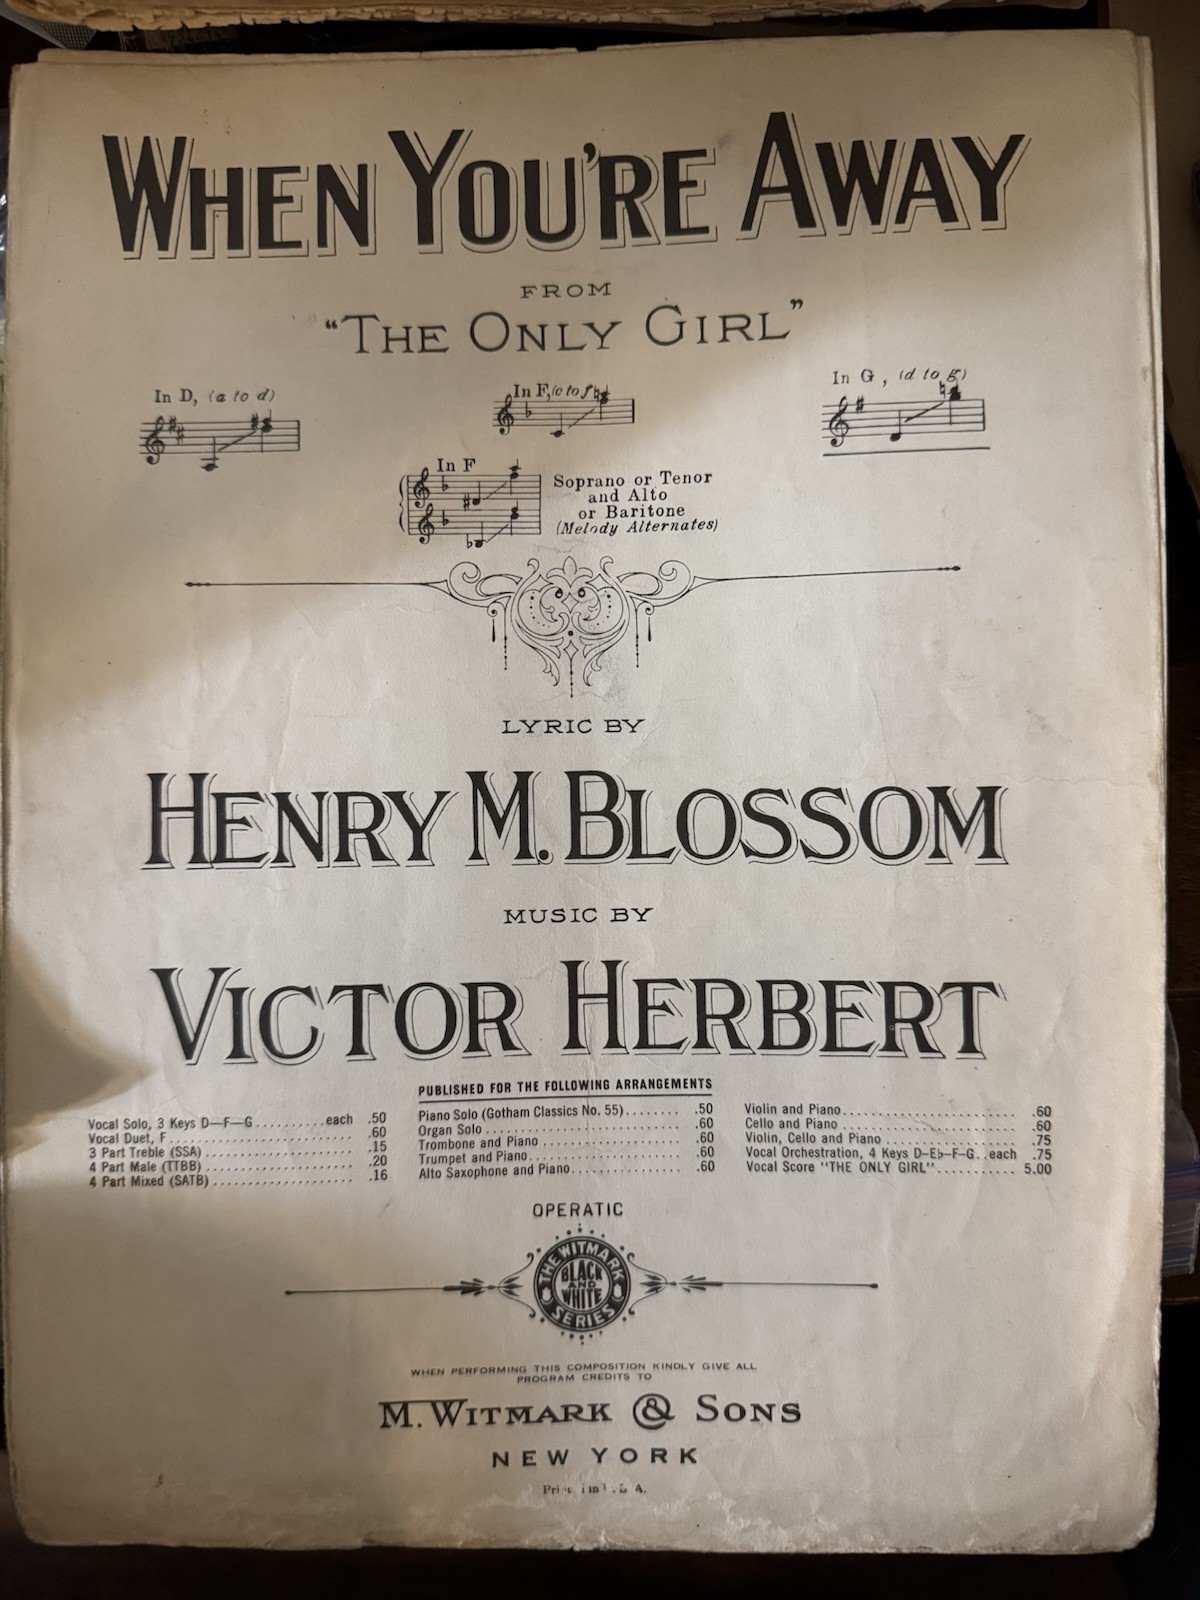 WHEN YOU'RE AWAY
FROM
"THE ONLY GIRL"
In D, (a to d)
In F, (c to f)
In G, (d to g)
In F
Soprano or Tenor
and Alto
or Baritone
(Melody Alternates)
LYRIC BY
HENRY M. BLOSSOM
MUSIC BY
VICTOR HERBERT
PUBLISHED FOR THE FOLLOWING ARRANGEMENTS
Vocal Solo, 3 Keys D—F—G..........each .50
Vocal Duet, F............................ .60
3 Part Treble (SSA)....................... .15
4 Part Male (TTBB)....................... .20
4 Part Mixed (SATB)..................... .16
Piano Solo (Gotham Classics No. 55)........ .50
Organ Solo................................ .60
Trombone and Piano....................... .60
Trumpet and Piano......................... .60
Alto Saxophone and Piano................. .60
Violin and Piano......................... .60
Cello and Piano.......................... .60
Violin, Cello and Piano................... .75
Vocal Orchestration, 4 Keys D-E♭-F-G..each .75
Vocal Score "THE ONLY GIRL".......... 5.00
OPERATIC
THE WITMARK
BLACK
AND
WHITE
SERIES
WHEN PERFORMING THIS COMPOSITION KINDLY GIVE ALL
PROGRAM CREDITS TO
M. WITMARK & SONS
NEW YORK